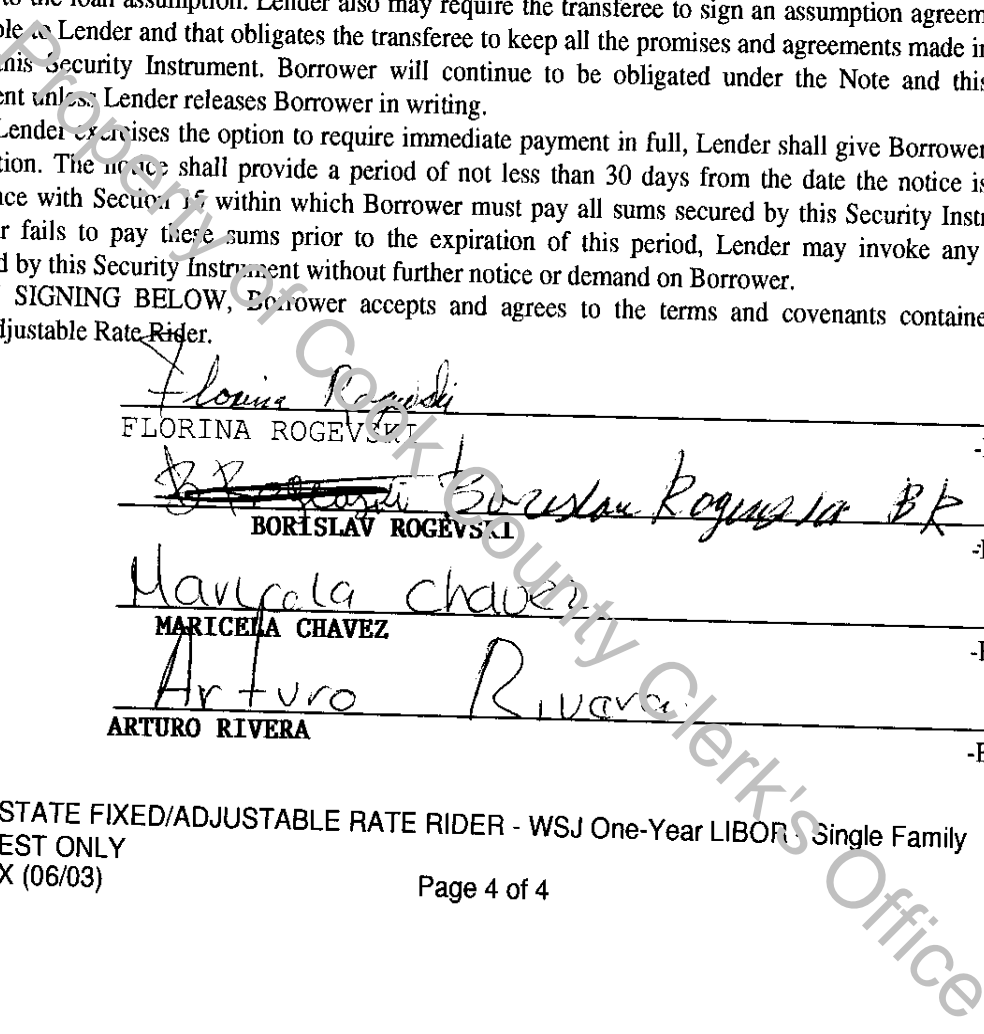 to the loan assumption. Lender also may require the transferee to sign an assumption agreem
ble to Lender and that obligates the transferee to keep all the promises and agreements made in
this Security Instrument. Borrower will continue to be obligated under the Note and this
ent unless Lender releases Borrower in writing.
Lender exercises the option to require immediate payment in full, Lender shall give Borrower
tion. The notice shall provide a period of not less than 30 days from the date the notice is
nce with Section 15 within which Borrower must pay all sums secured by this Security Instr
r fails to pay these sums prior to the expiration of this period, Lender may invoke any
d by this Security Instrument without further notice or demand on Borrower.
SIGNING BELOW, Borrower accepts and agrees to the terms and covenants containe
djustable Rate Rider.
Florina Rogevski
FLORINA ROGEVSKI
Borislav Rogevski BR
BORISLAV ROGEVSKI
Maricela Chavez
MARICELA CHAVEZ
Arturo Rivera
ARTURO RIVERA
STATE FIXED/ADJUSTABLE RATE RIDER - WSJ One-Year LIBOR - Single Family
EST ONLY
X (06/03)
Page 4 of 4
Property of Cook County Clerk's Office